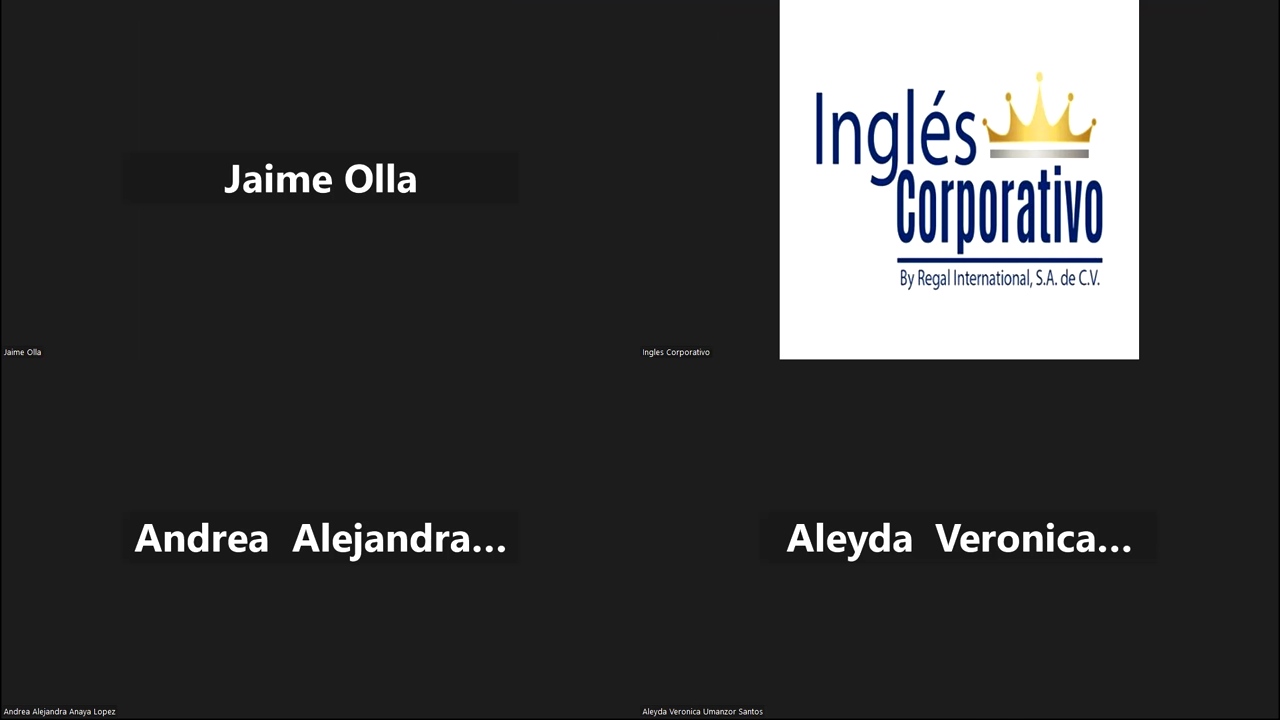 Jaime Olla
Jaime Olla
Inglés
Corporativo
By Regal International, S.A. de C.V.
Ingles Corporativo
Andrea Alejandra...
Andrea Alejandra Anaya Lopez
Aleyda Veronica...
Aleyda Veronica Umanzor Santos